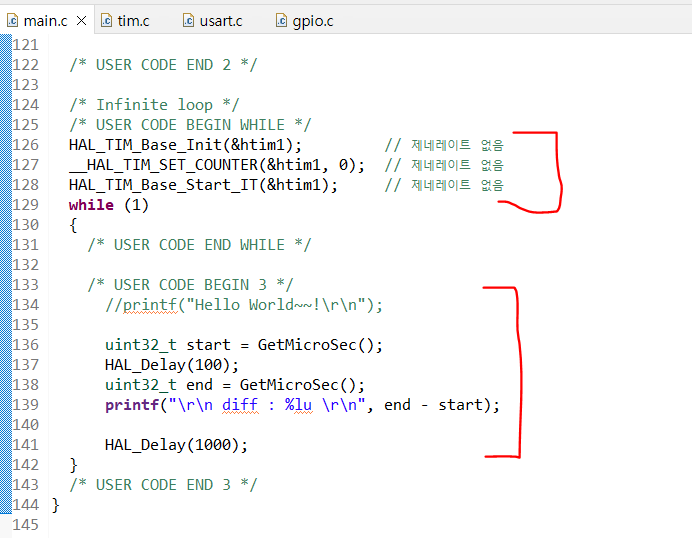 main.c tim.c usart.c gpio.c
121
122 /* USER CODE END 2 */
123
124 /* Infinite loop */
125 /* USER CODE BEGIN WHILE */
126 HAL_TIM_Base_Init(&htim1); // 제네레이트 없음
127 __HAL_TIM_SET_COUNTER(&htim1, 0); // 제네레이트 없음
128 HAL_TIM_Base_Start_IT(&htim1); // 제네레이트 없음
129 while (1)
130 {
131 /* USER CODE END WHILE */
132
133 /* USER CODE BEGIN 3 */
134 //printf("Hello World~~!\r\n");
135
136 uint32_t start = GetMicroSec();
137 HAL_Delay(100);
138 uint32_t end = GetMicroSec();
139 printf("\r\n diff : %lu \r\n", end - start);
140
141 HAL_Delay(1000);
142 }
143 /* USER CODE END 3 */
144 }
145